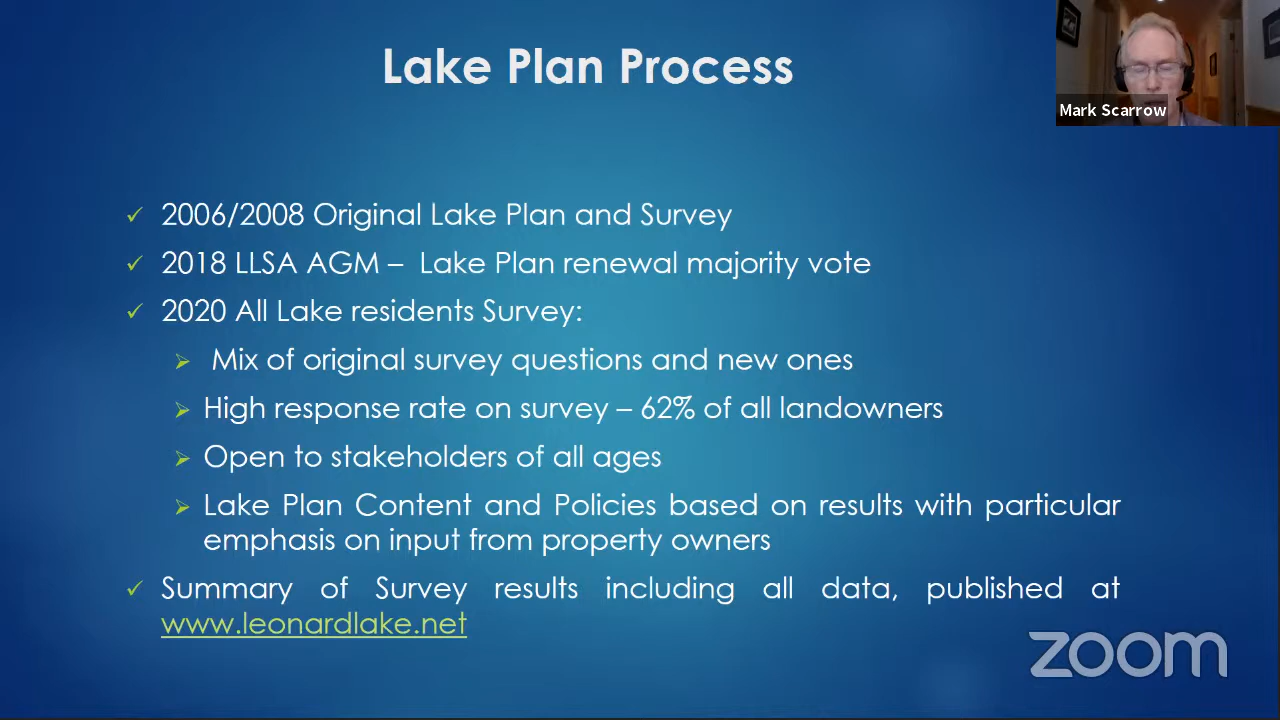 Lake Plan Process
Mark Scarrow
✓ 2006/2008 Original Lake Plan and Survey
✓ 2018 LLSA AGM – Lake Plan renewal majority vote
✓ 2020 All Lake residents Survey:
➢ Mix of original survey questions and new ones
➢ High response rate on survey – 62% of all landowners
➢ Open to stakeholders of all ages
➢ Lake Plan Content and Policies based on results with particular
emphasis on input from property owners
✓ Summary of Survey results including all data, published at
www.leonardlake.net
zoom